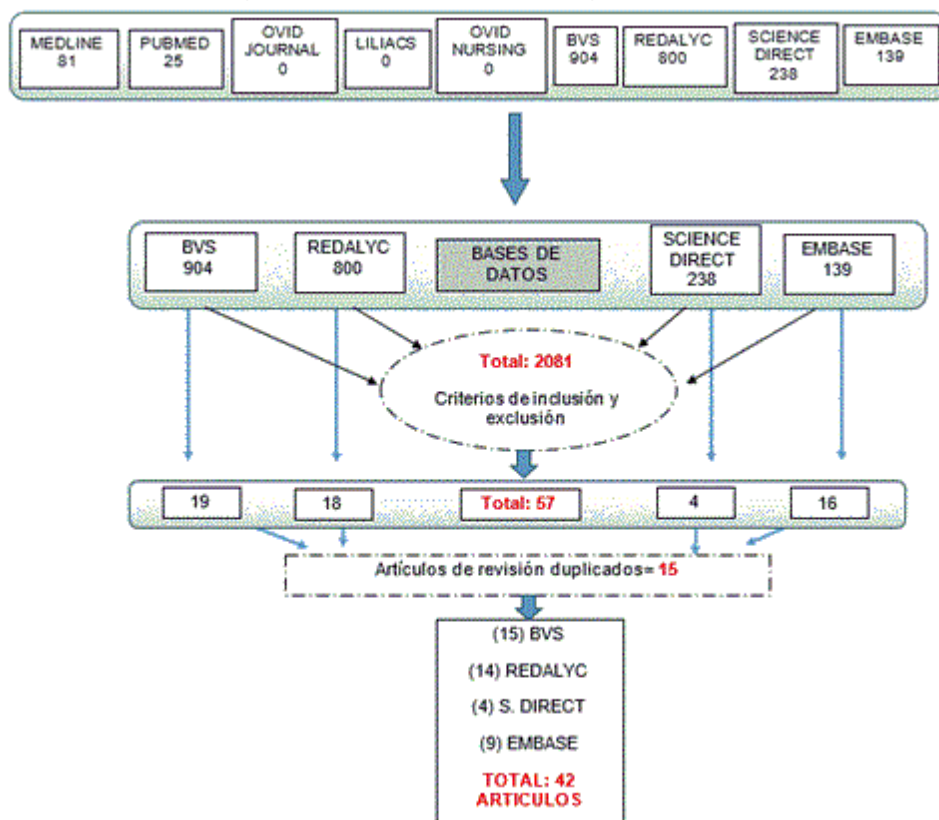 MEDLINE
81
PUBMED
25
OVID
JOURNAL
0
LILIACS
0
OVID
NURSING
0
BVS
904
REDALYC
800
SCIENCE
DIRECT
238
EMBASE
139
BVS
904
REDALYC
800
BASES DE
DATOS
SCIENCE
DIRECT
238
EMBASE
139
Total: 2081
Criterios de inclusión y
exclusión
19
18
Total: 57
4
16
Artículos de revisión duplicados= 15
(15) BVS
(14) REDALYC
(4) S. DIRECT
(9) EMBASE
TOTAL: 42
ARTICULOS